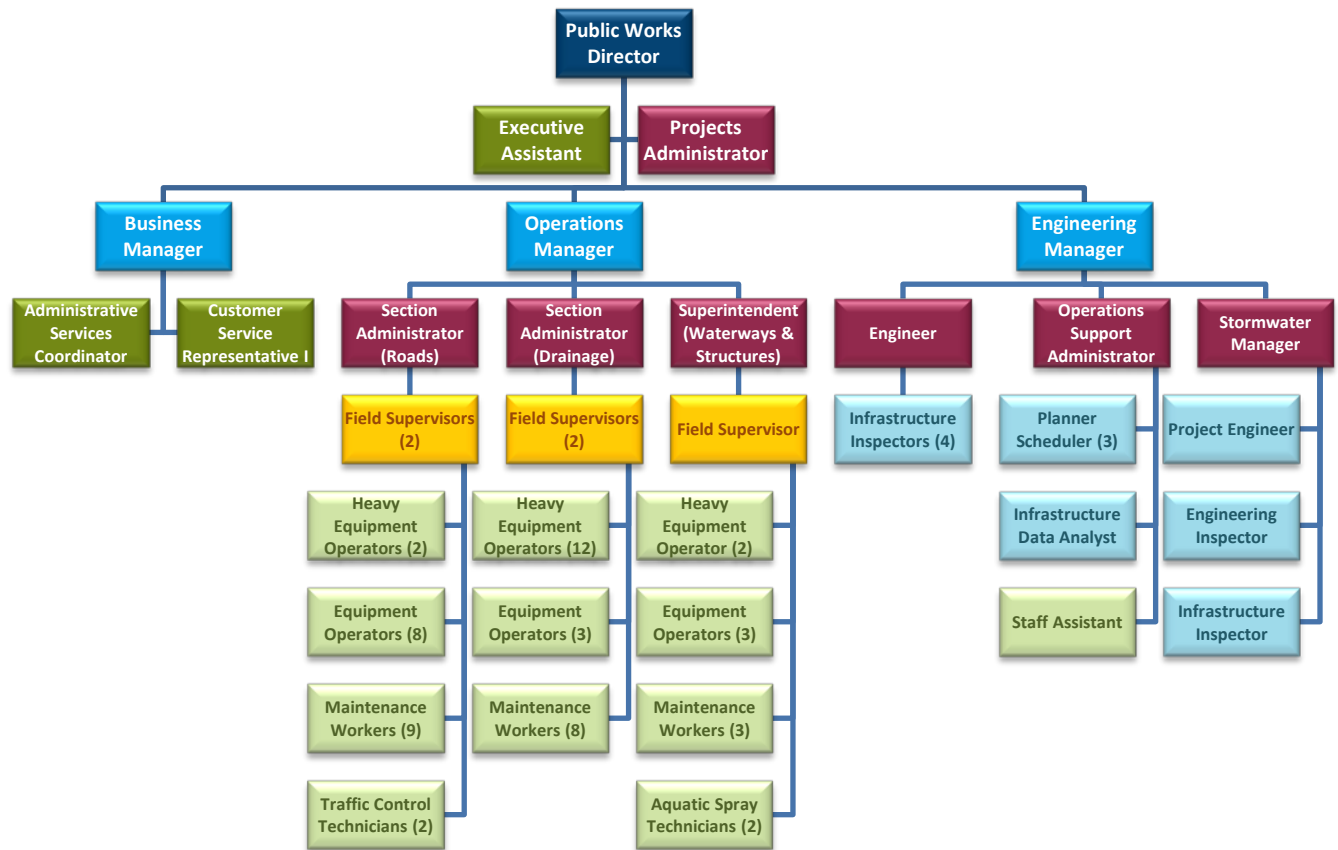 Public Works
Director
Executive
Assistant
Projects
Administrator
Business
Manager
Operations
Manager
Engineering
Manager
Administrative
Services
Coordinator
Customer
Service
Representative I
Section
Administrator
(Roads)
Section
Administrator
(Drainage)
Superintendent
(Waterways &
Structures)
Engineer
Operations
Support
Administrator
Stormwater
Manager
Field Supervisors
(2)
Field Supervisors
(2)
Field Supervisor
Infrastructure
Inspectors (4)
Planner
Scheduler (3)
Project Engineer
Heavy
Equipment
Operators (2)
Heavy
Equipment
Operators (12)
Heavy
Equipment
Operator (2)
Infrastructure
Data Analyst
Engineering
Inspector
Equipment
Operators (8)
Equipment
Operators (3)
Equipment
Operators (3)
Staff Assistant
Infrastructure
Inspector
Maintenance
Workers (9)
Maintenance
Workers (8)
Maintenance
Workers (3)
Traffic Control
Technicians (2)
Aquatic Spray
Technicians (2)